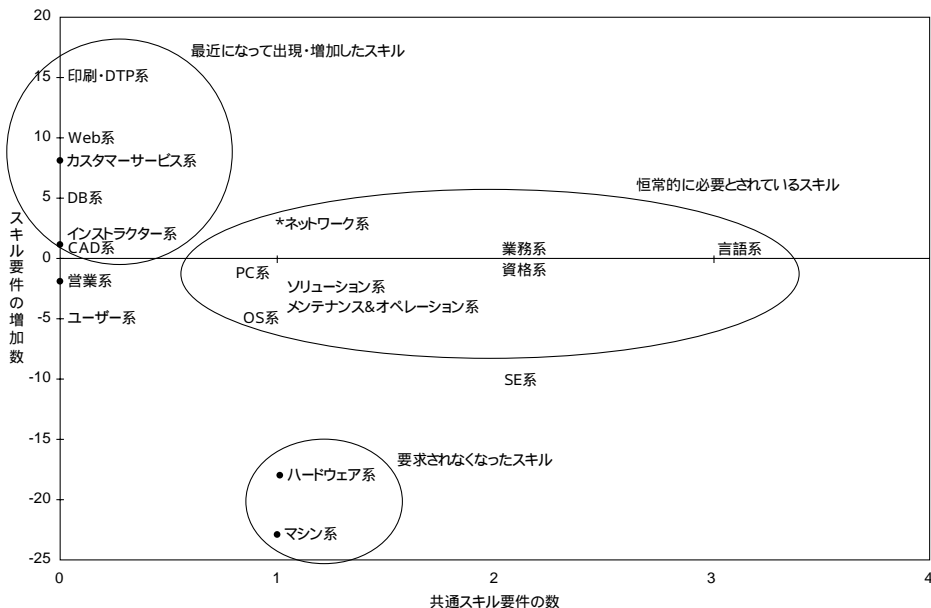 20
最近になって出現・増加したスキル
15
印刷・DTP系
10
Web系
カスタマーサービス系
恒常的に必要とされているスキル
5
DB系
スキル要件の増加数
インストラクター系
*ネットワーク系
CAD系
業務系
言語系
0
PC系
資格系
営業系
ソリューション系
メンテナンス&オペレーション系
-5
ユーザー系
OS系
-10
SE系
-15
要求されなくなったスキル
ハードウェア系
-20
マシン系
-25
0
1
2
3
4
共通スキル要件の数